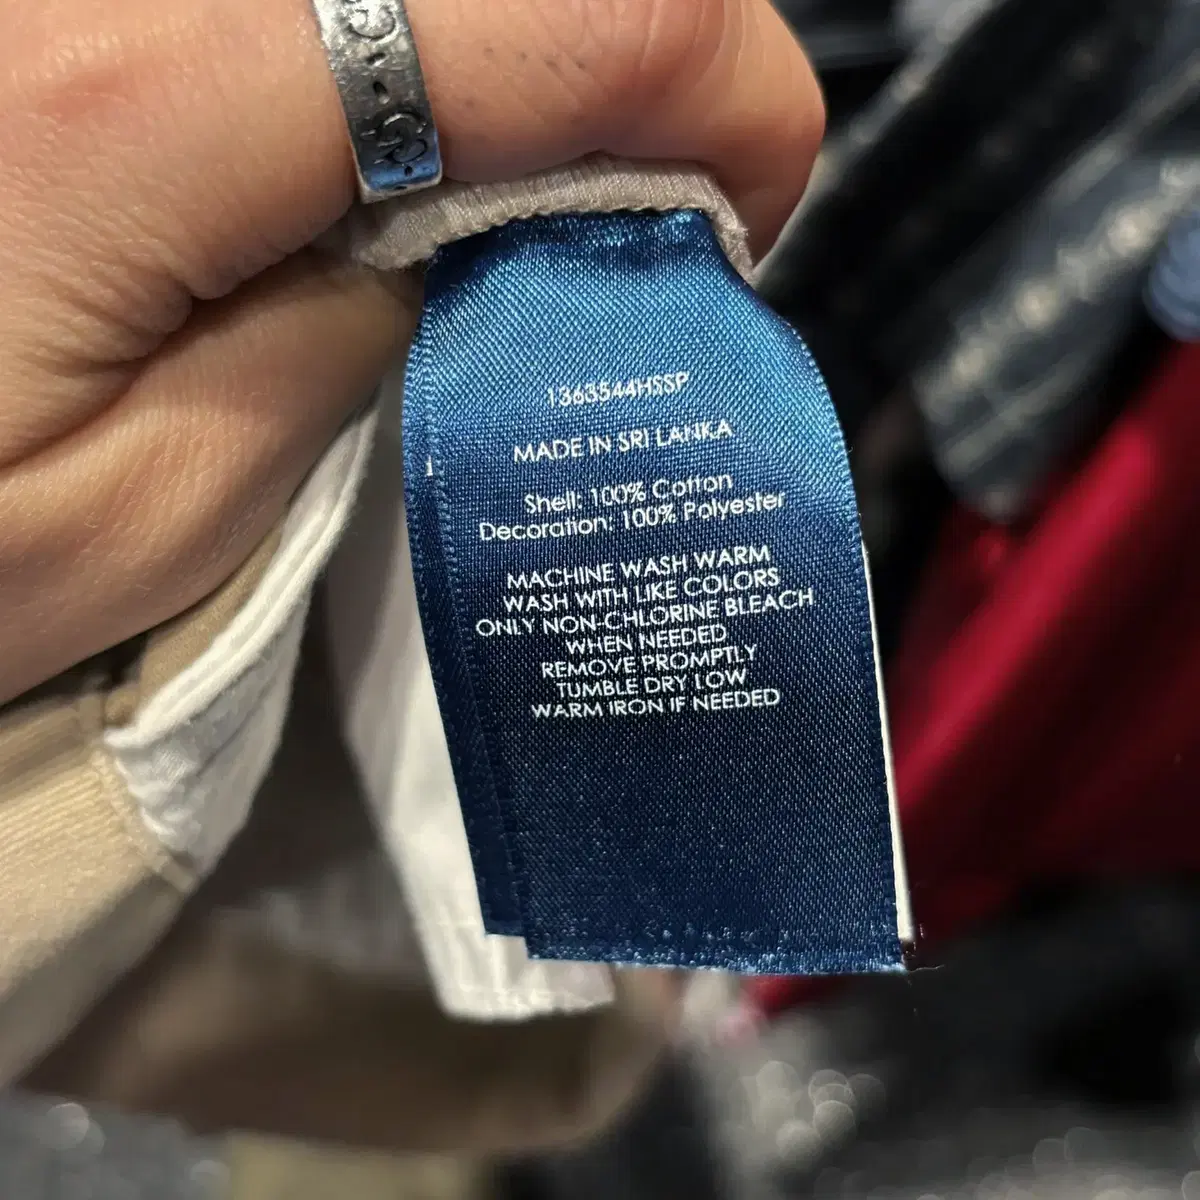 1363544HSSP
MADE IN SRI LANKA
Shell: 100% Cotton
Decoration: 100% Polyester
MACHINE WASH WARM
WASH WITH LIKE COLORS
ONLY NON-CHLORINE BLEACH
WHEN NEEDED
REMOVE PROMPTLY
TUMBLE DRY LOW
WARM IRON IF NEEDED